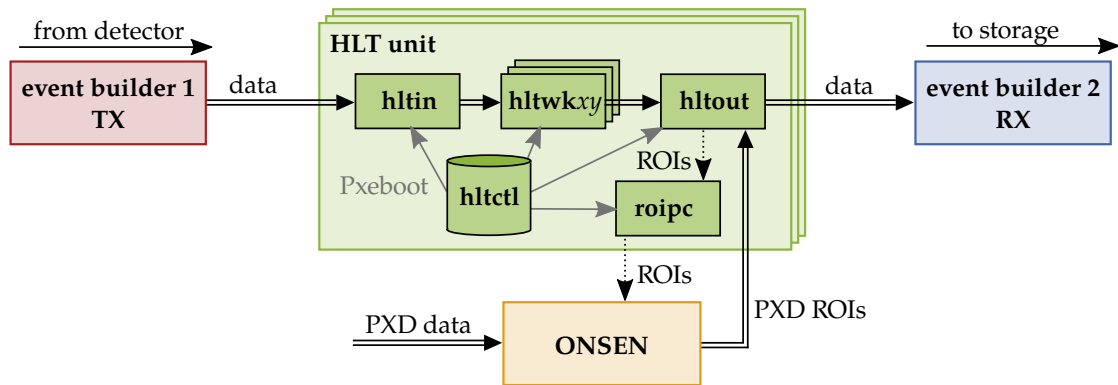 from detector
HLT unit
to storage
event builder 1
TX
data
hltin
hltwkxy
hltout
data
event builder 2
RX
ROIs
Pxeboot
hltctl
roipc
ROIs
PXD data
ONSEN
PXD ROIs